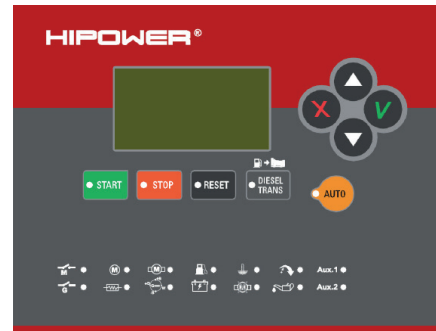 HIPOWER®
X V
START STOP RESET DIESEL TRANS AUTO
M M M Aux.1
G M Aux.2